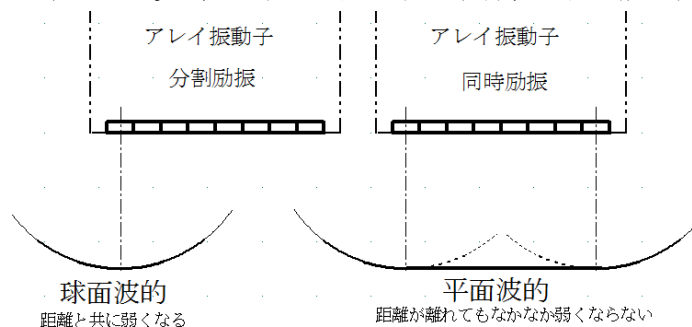 アレイ振動子
分割励振
アレイ振動子
同時励振
球面波的
距離と共に弱くなる
平面波的
距離が離れてもなかなか弱くならない